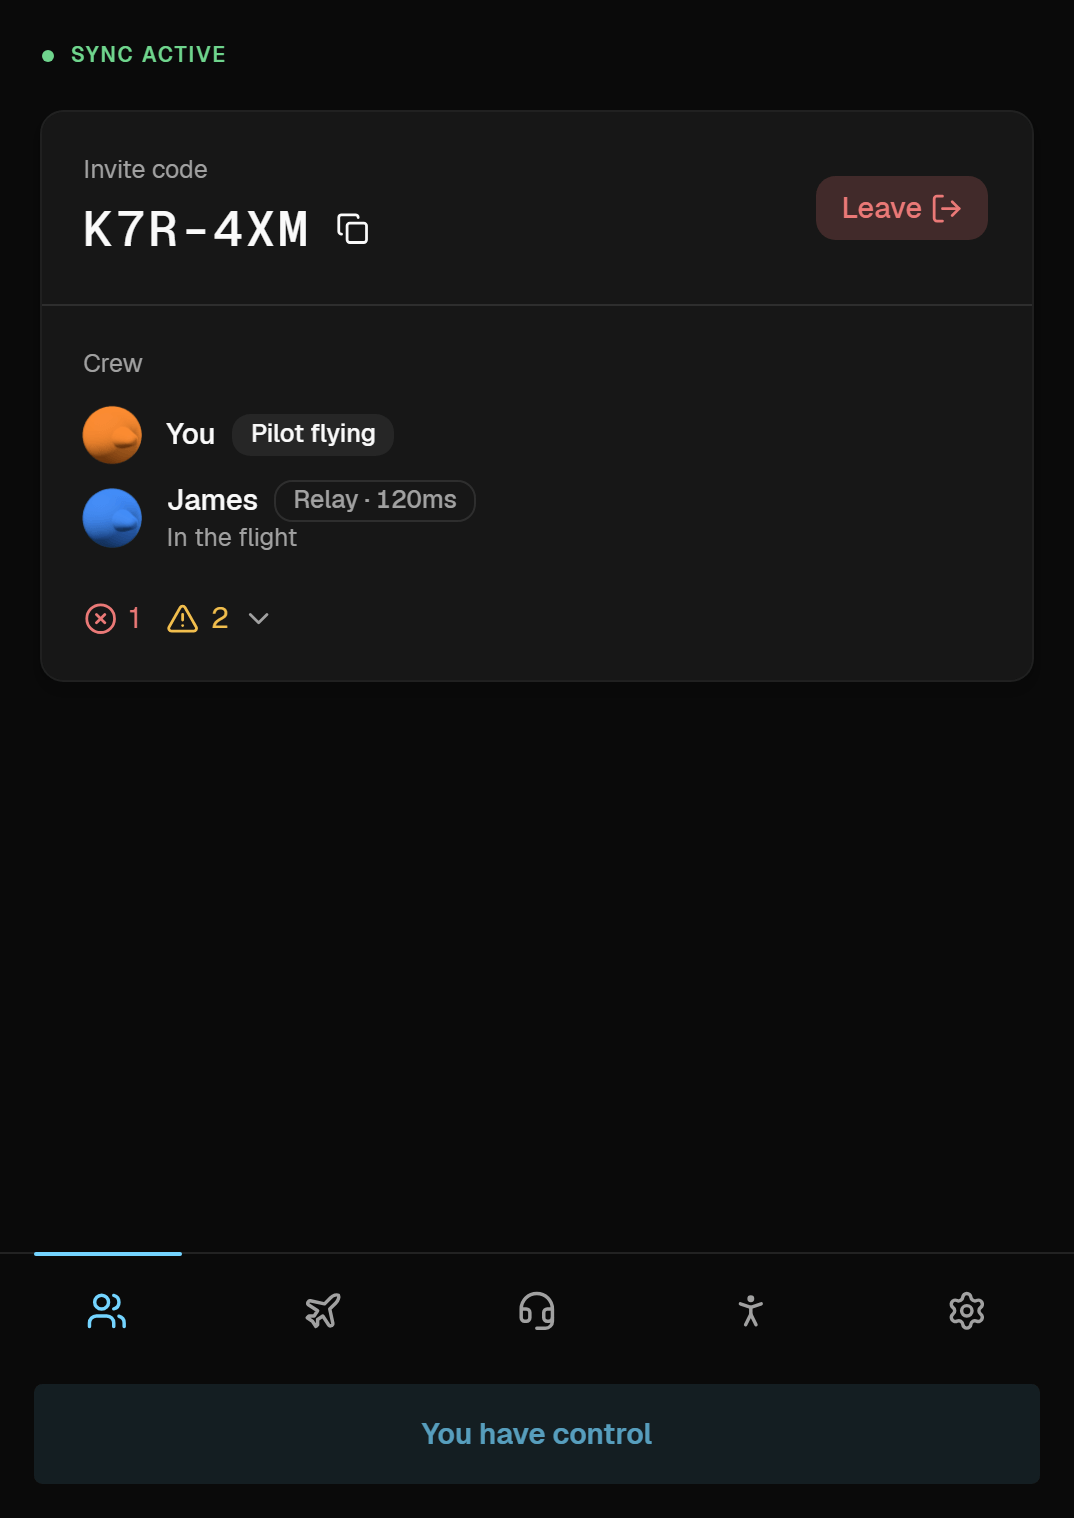 SYNC ACTIVE
Invite code
K7R-4XM
Leave
Crew
You Pilot flying
James Relay · 120ms
In the flight
1 2
You have control